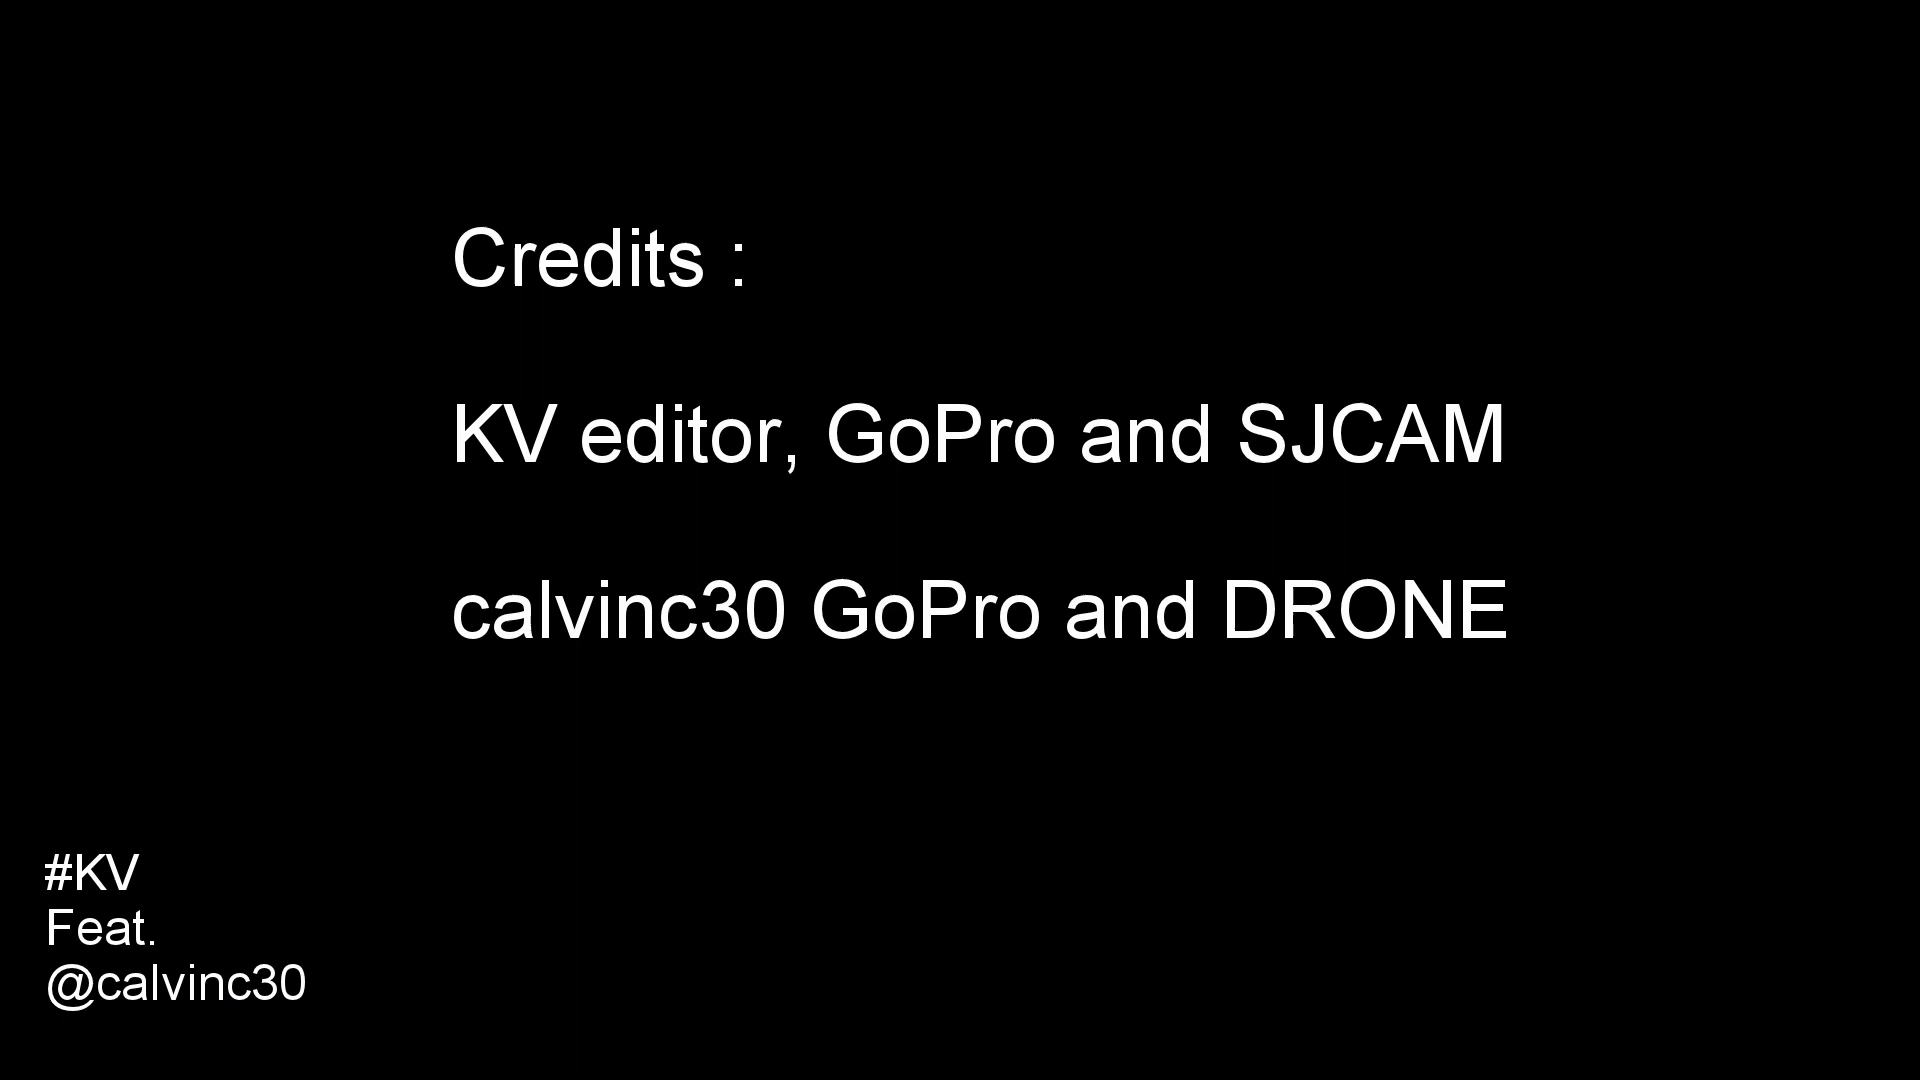 Credits :
KV editor, GoPro and SJCAM
calvinc30 GoPro and DRONE
#KV
Feat.
@calvinc30